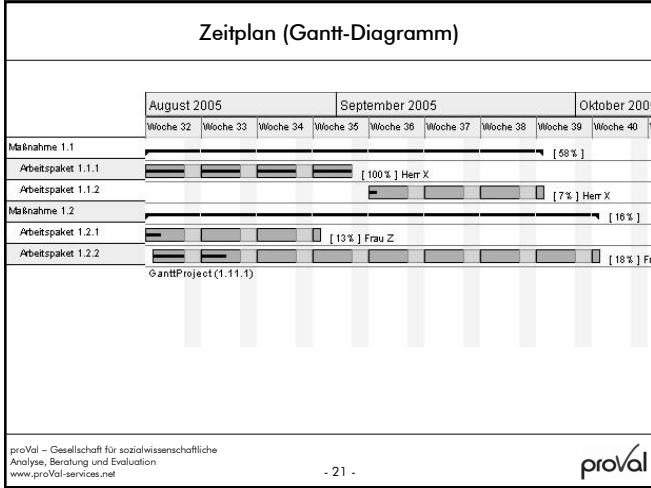 Zeitplan (Gantt-Diagramm)
August 2005 September 2005 Oktober 200
Woche 32 Woche 33 Woche 34 Woche 35 Woche 36 Woche 37 Woche 38 Woche 39 Woche 40
Maßnahme 1.1 [58%]
Arbeitspaket 1.1.1 [100%] Herr X
Arbeitspaket 1.1.2 [7%] Herr X
Maßnahme 1.2 [16%]
Arbeitspaket 1.2.1 [13%] Frau Z
Arbeitspaket 1.2.2 [18%] Fr
GanttProject (1.11.1)
proVal – Gesellschaft für sozialwissenschaftliche
Analyse, Beratung und Evaluation
www.proVal-services.net
- 21 -
proval